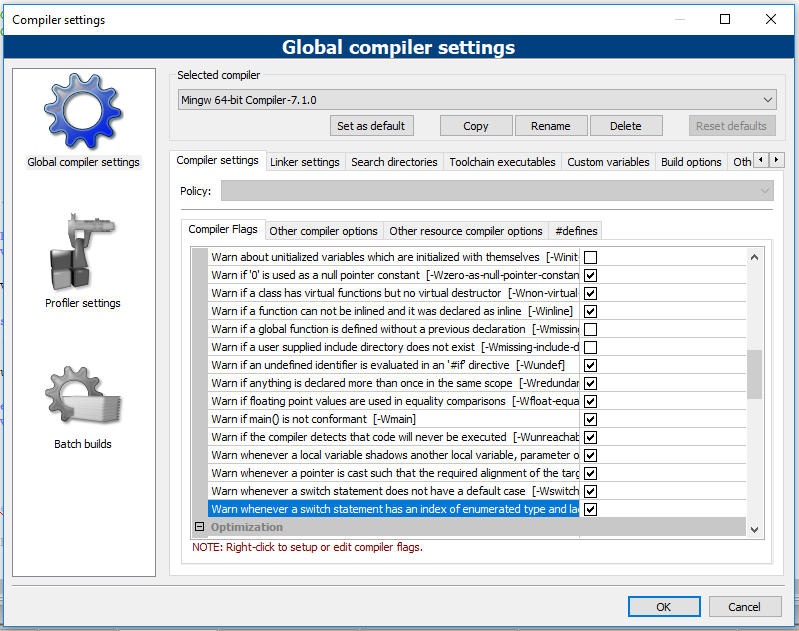 Compiler settings
Global compiler settings
Global compiler settings
Profiler settings
Batch builds
Selected compiler
Mingw 64-bit Compiler-7.1.0
Set as default Copy Rename Delete Reset defaults
Compiler settings Linker settings Search directories Toolchain executables Custom variables Build options Oth
Policy:
Compiler Flags Other compiler options Other resource compiler options #defines
Warn about unitialized variables which are initialized with themselves [-Winit
Warn if '0' is used as a null pointer constant [-Wzero-as-null-pointer-constan
Warn if a class has virtual functions but no virtual destructor [-Wnon-virtual-
Warn if a function can not be inlined and it was declared as inline [-Winline]
Warn if a global function is defined without a previous declaration [-Wmissing
Warn if a user supplied include directory does not exist [-Wmissing-include-d
Warn if an undefined identifier is evaluated in an '#if' directive [-Wundef]
Warn if anything is declared more than once in the same scope [-Wredundan
Warn if floating point values are used in equality comparisons [-Wfloat-equa
Warn if main() is not conformant [-Wmain]
Warn if the compiler detects that code will never be executed [-Wunreachab
Warn whenever a local variable shadows another local variable, parameter o
Warn whenever a pointer is cast such that the required alignment of the targ
Warn whenever a switch statement does not have a default case [-Wswitch
Warn whenever a switch statement has an index of enumerated type and lac
Optimization
NOTE: Right-click to setup or edit compiler flags.
OK Cancel